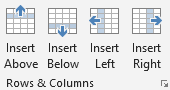 Insert Insert Insert Insert
Above Below Left Right
Rows & Columns